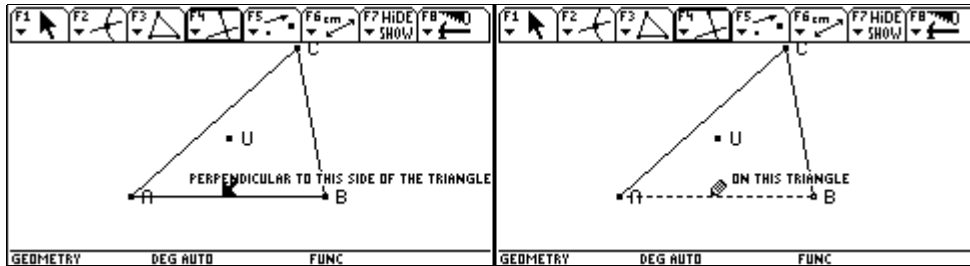 F1 F2 F3 F4 F5 F6 cm F7 HiDE SHOW F8
C
U
PERPENDICULAR TO THIS SIDE OF THE TRIANGLE
A B
GEOMETRY DEG AUTO FUNC
F1 F2 F3 F4 F5 F6 cm F7 HiDE SHOW F8
C
U
ON THIS TRIANGLE
A B
GEOMETRY DEG AUTO FUNC